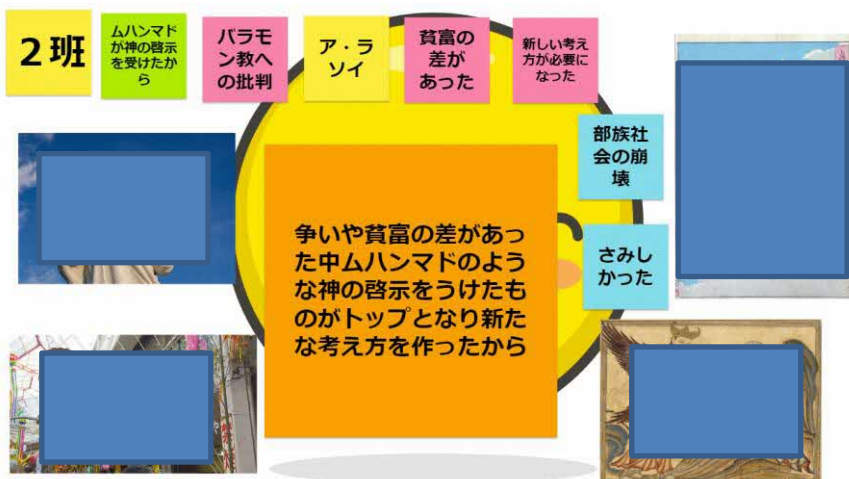 2班
ムハンマド
が神の啓示
を受けたか
ら
バラモ
ン教へ
の批判
ア・ラ
ソイ
貧富の
差が
あった
新しい考え
方が必要に
なった
部族社
会の崩
壊
さみし
かった
争いや貧富の差があっ
た中ムハンマドのよう
な神の啓示をうけたも
のがトップとなり新た
な考え方を作ったから